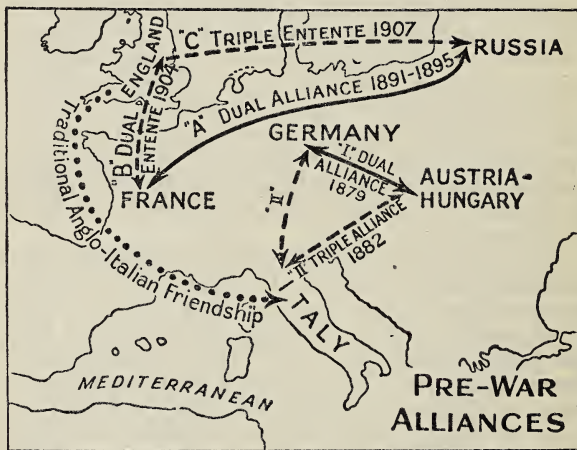 "C" TRIPLE ENTENTE 1907
RUSSIA
ENGLAND
"A" DUAL ALLIANCE 1891-1895
"B" DUAL
ENTENTE 1904
Traditional Anglo-Italian Friendship
FRANCE
GERMANY
"I" DUAL
ALLIANCE
1879
AUSTRIA-
HUNGARY
"II"
"II" TRIPLE ALLIANCE
1882
ITALY
MEDITERRANEAN
PRE-WAR
ALLIANCES